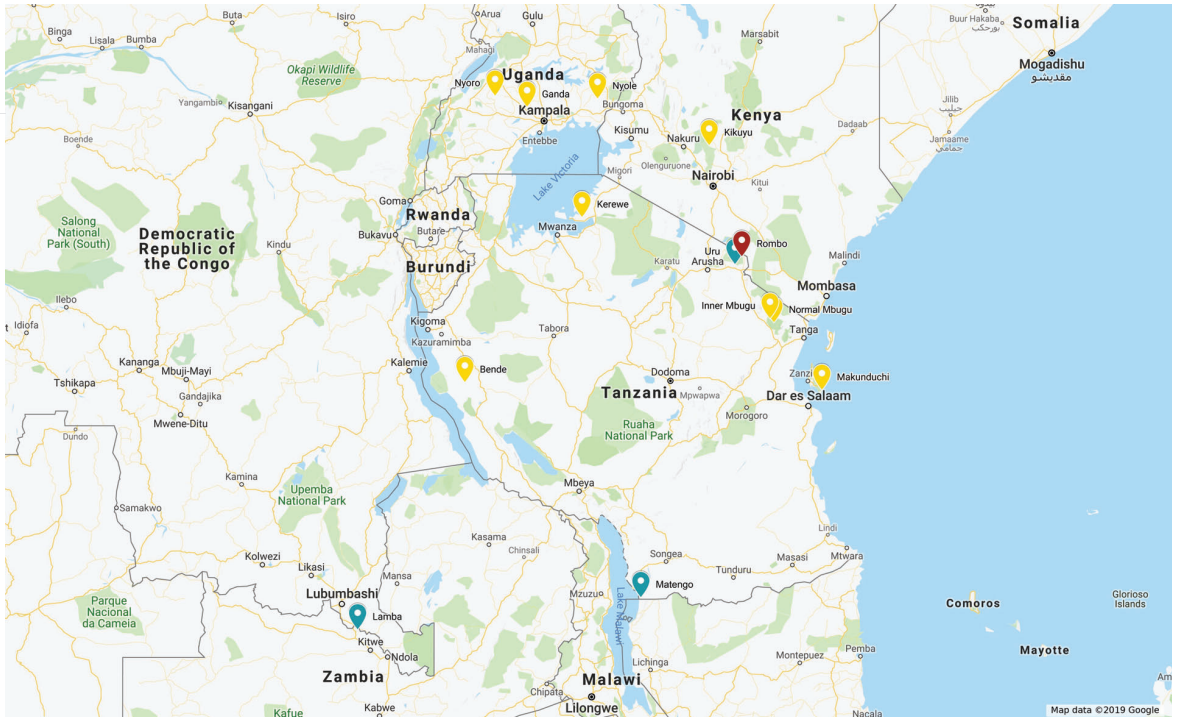 Binga
Lisala
Bumba
Buta
Isiro
Arua
Gulu
Mahagi
Marsabit
Buur Hakaba
بورحكبة
Somalia
Mogadishu
مقديشو
Okapi Wildlife
Reserve
Yangambi
Kisangani
Boende
Nyoro
Uganda
Ganda
Kampala
Entebbe
Nyole
Bungoma
Kisumu
Kenya
Kikuyu
Nakuru
Olenguruone
Nairobi
Kitui
Dadaab
Jilib
جيليب
Jamaame
جمامي
Lake Victoria
Migori
Kerewe
Mwanza
Goma
Rwanda
Butare
Bukavu
Burundi
Salong
National
Park (South)
Democratic
Republic of
the Congo
Kindu
Rombo
Uru
Arusha
Karatu
Malindi
Mombasa
Inner Mbugu
Normal Mbugu
Tanga
Ilebo
Idiofa
Kananga
Tshikapa
Mbuji-Mayi
Gandajika
Mwene-Ditu
Kigoma
Kazuramimba
Kalemie
Bende
Tabora
Dodoma
Mpwapwa
Tanzania
Zanzi
Makunduchi
Dar es Salaam
Morogoro
Ruaha
National Park
Dundo
Kamina
Samakwo
Upemba
National Park
Mbeya
Kasama
Chinsali
Kolwezi
Likasi
Mansa
Lubumbashi
Lamba
Kitwe
Ndola
Parque
Nacional
da Cameia
Zambia
Kabwe
Kafue
Chipata
Mzuzu
Lake Malawi
Songea
Matengo
Tunduru
Masasi
Lindi
Mtwara
Malawi
Lilongwe
Lichinga
Montepuez
Pemba
Nacala
Comoros
Glorioso
Islands
Mayotte
Am
Map data ©2019 Google